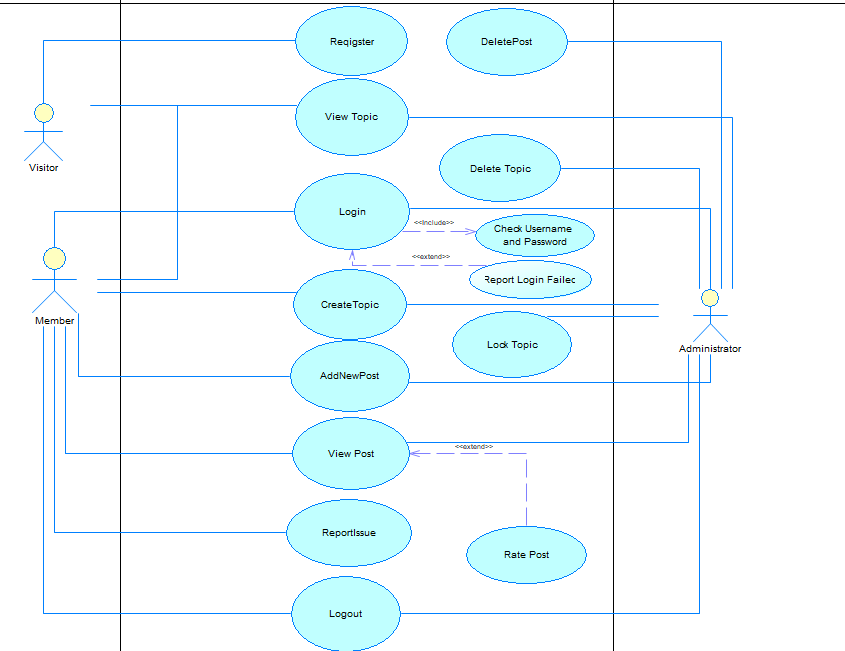 Reqigster
DeletePost
View Topic
Visitor
Delete Topic
Login
<<include>>
Check Username
and Password
<<extend>>
Report Login Failec
Member
CreateTopic
Lock Topic
Administrator
AddNewPost
View Post
<<extend>>
ReportIssue
Rate Post
Logout